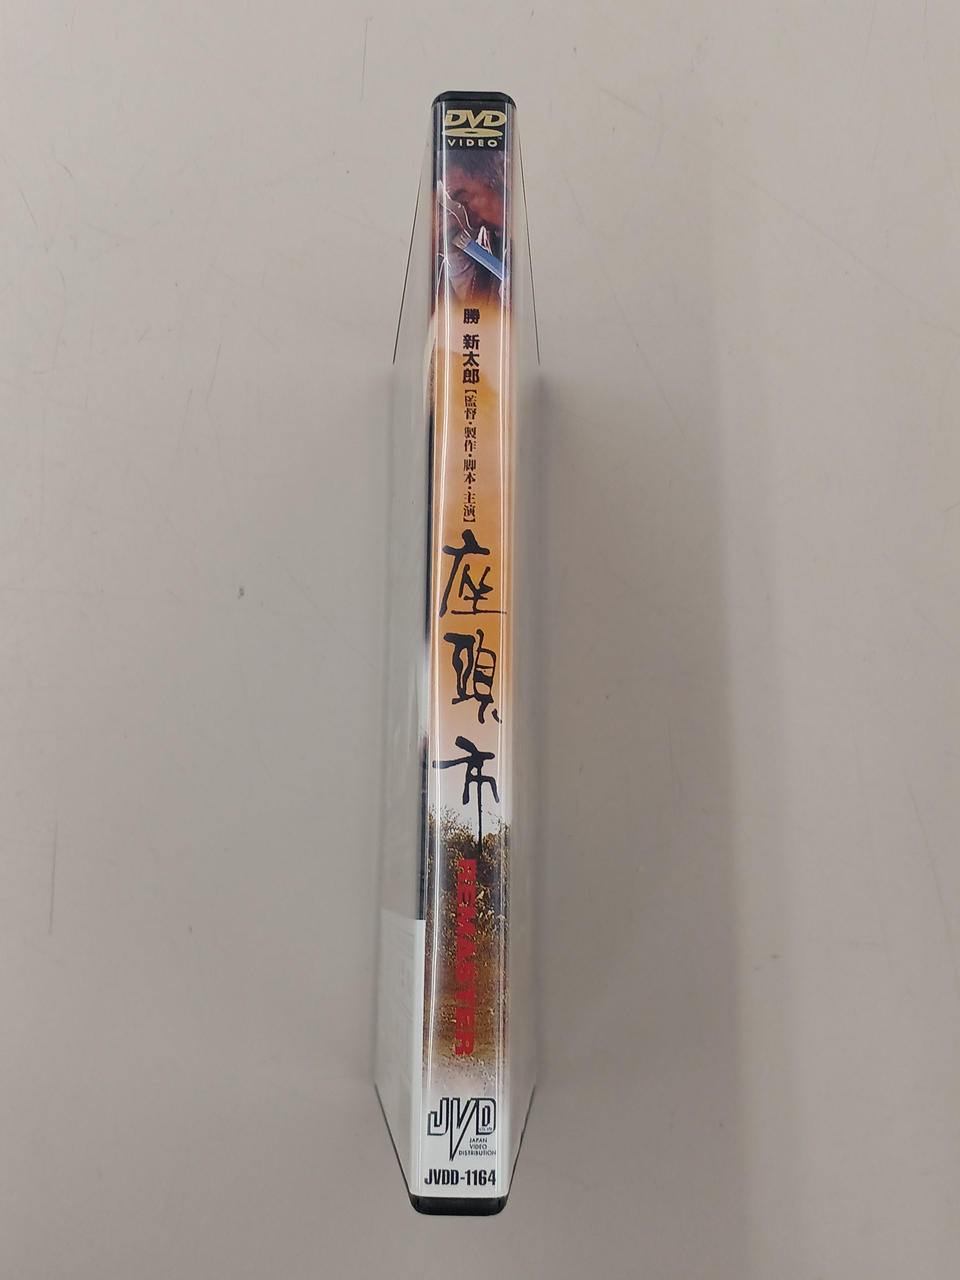 DVD
VIDEO
勝 新太郎【監督・製作・脚本・主演】
座頭市
REMASTER
JVD
JAPAN
VIDEO
DISTRIBUTION
JVDD-1164